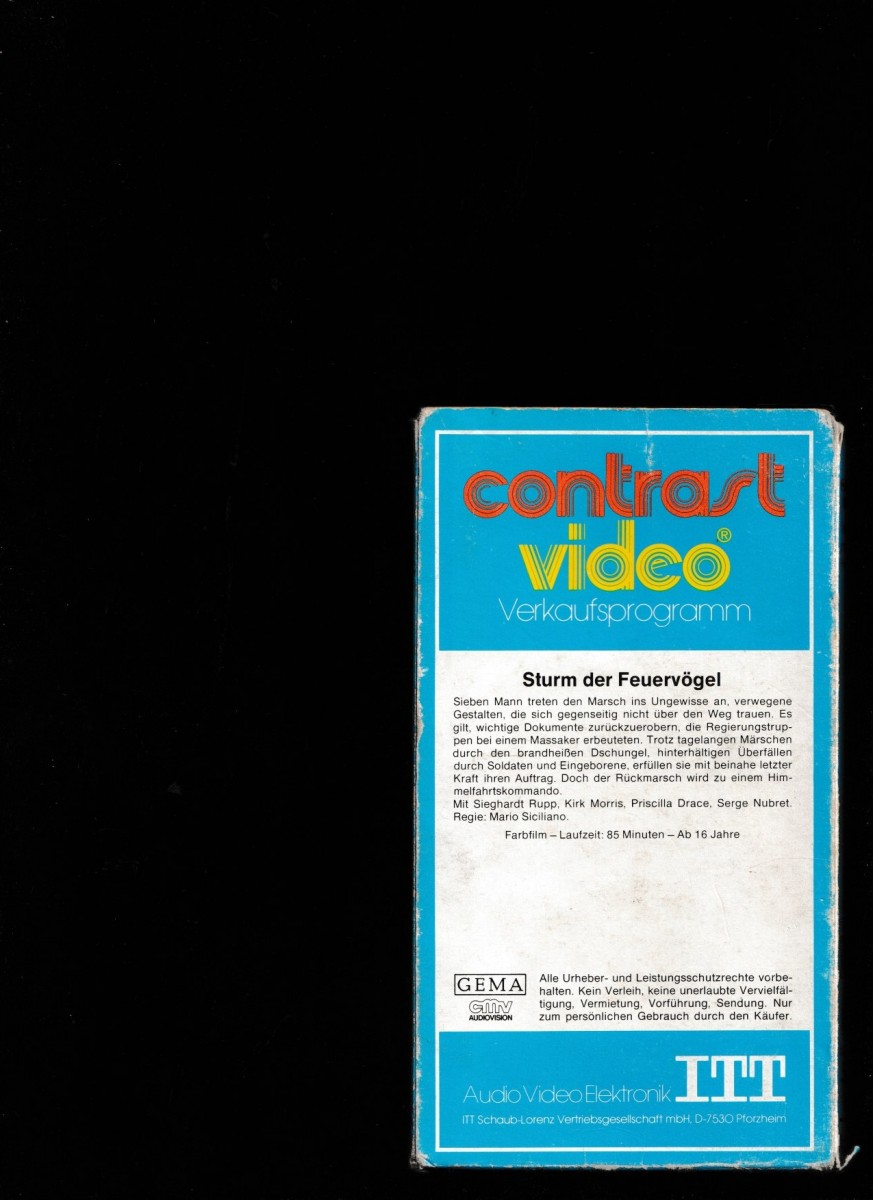 contrast
video®
Verkaufsprogramm
Sturm der Feuervögel
Sieben Mann treten den Marsch ins Ungewisse an, verwegene
Gestalten, die sich gegenseitig nicht über den Weg trauen. Es
gilt, wichtige Dokumente zurückzuerobern, die Regierungstrup-
pen bei einem Massaker erbeuteten. Trotz tagelangen Märschen
durch den brandheißen Dschungel, hinterhältigen Überfällen
durch Soldaten und Eingeborene, erfüllen sie mit beinahe letzter
Kraft ihren Auftrag. Doch der Rückmarsch wird zu einem Him-
melfahrtskommando.
Mit Sieghardt Rupp, Kirk Morris, Priscilla Drace, Serge Nubret.
Regie: Mario Siciliano.
Farbfilm – Laufzeit: 85 Minuten – Ab 16 Jahre
GEMA
cmv
AUDIOVISION
Alle Urheber- und Leistungsschutzrechte vorbe-
halten. Kein Verleih, keine unerlaubte Vervielfäl-
tigung, Vermietung, Vorführung, Sendung. Nur
zum persönlichen Gebrauch durch den Käufer.
Audio Video Elektronik ITT
ITT Schaub-Lorenz Vertriebsgesellschaft mbH, D-7530 Pforzheim